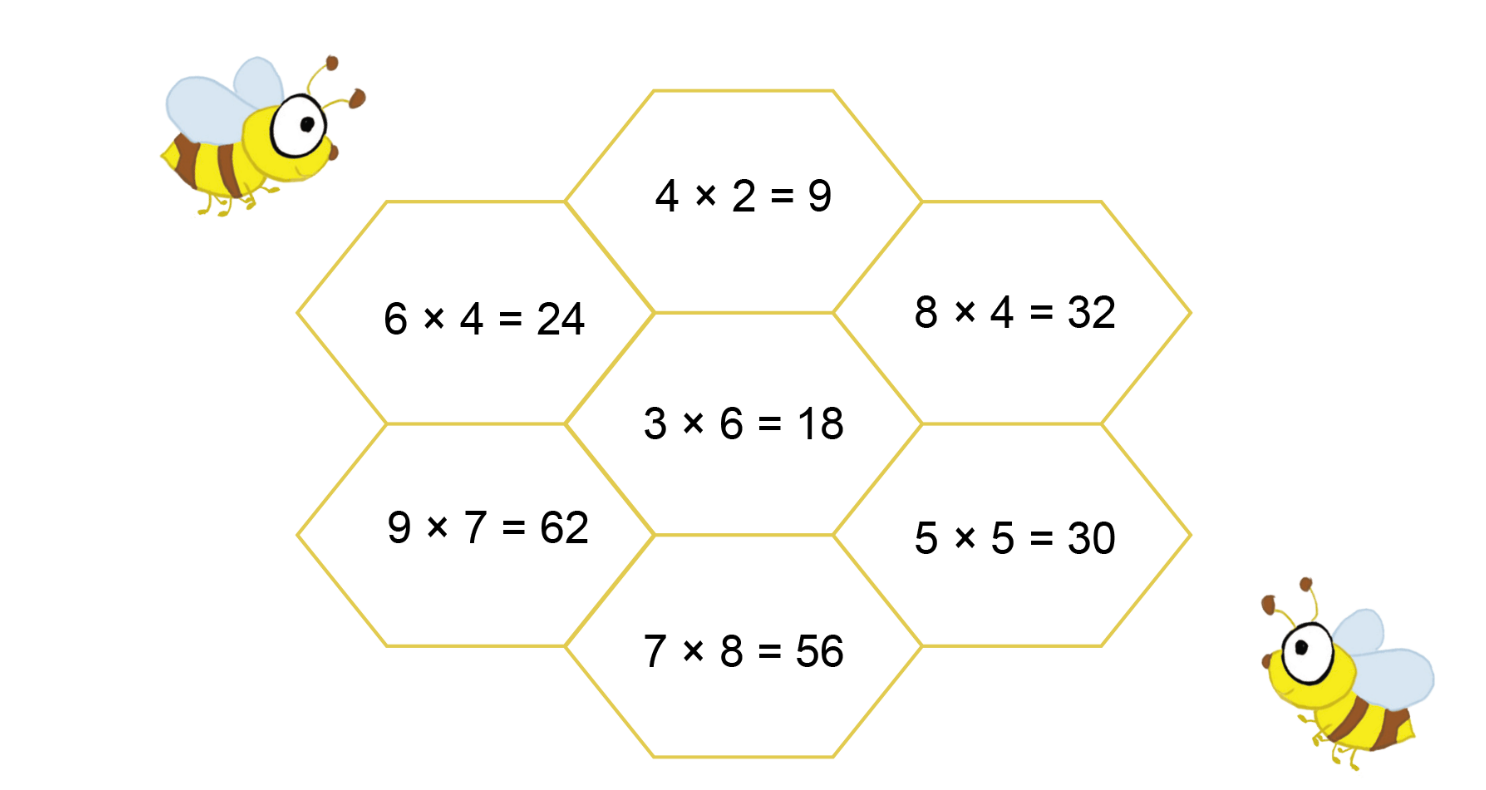 4 × 2 = 9
6 × 4 = 24
8 × 4 = 32
3 × 6 = 18
9 × 7 = 62
5 × 5 = 30
7 × 8 = 56